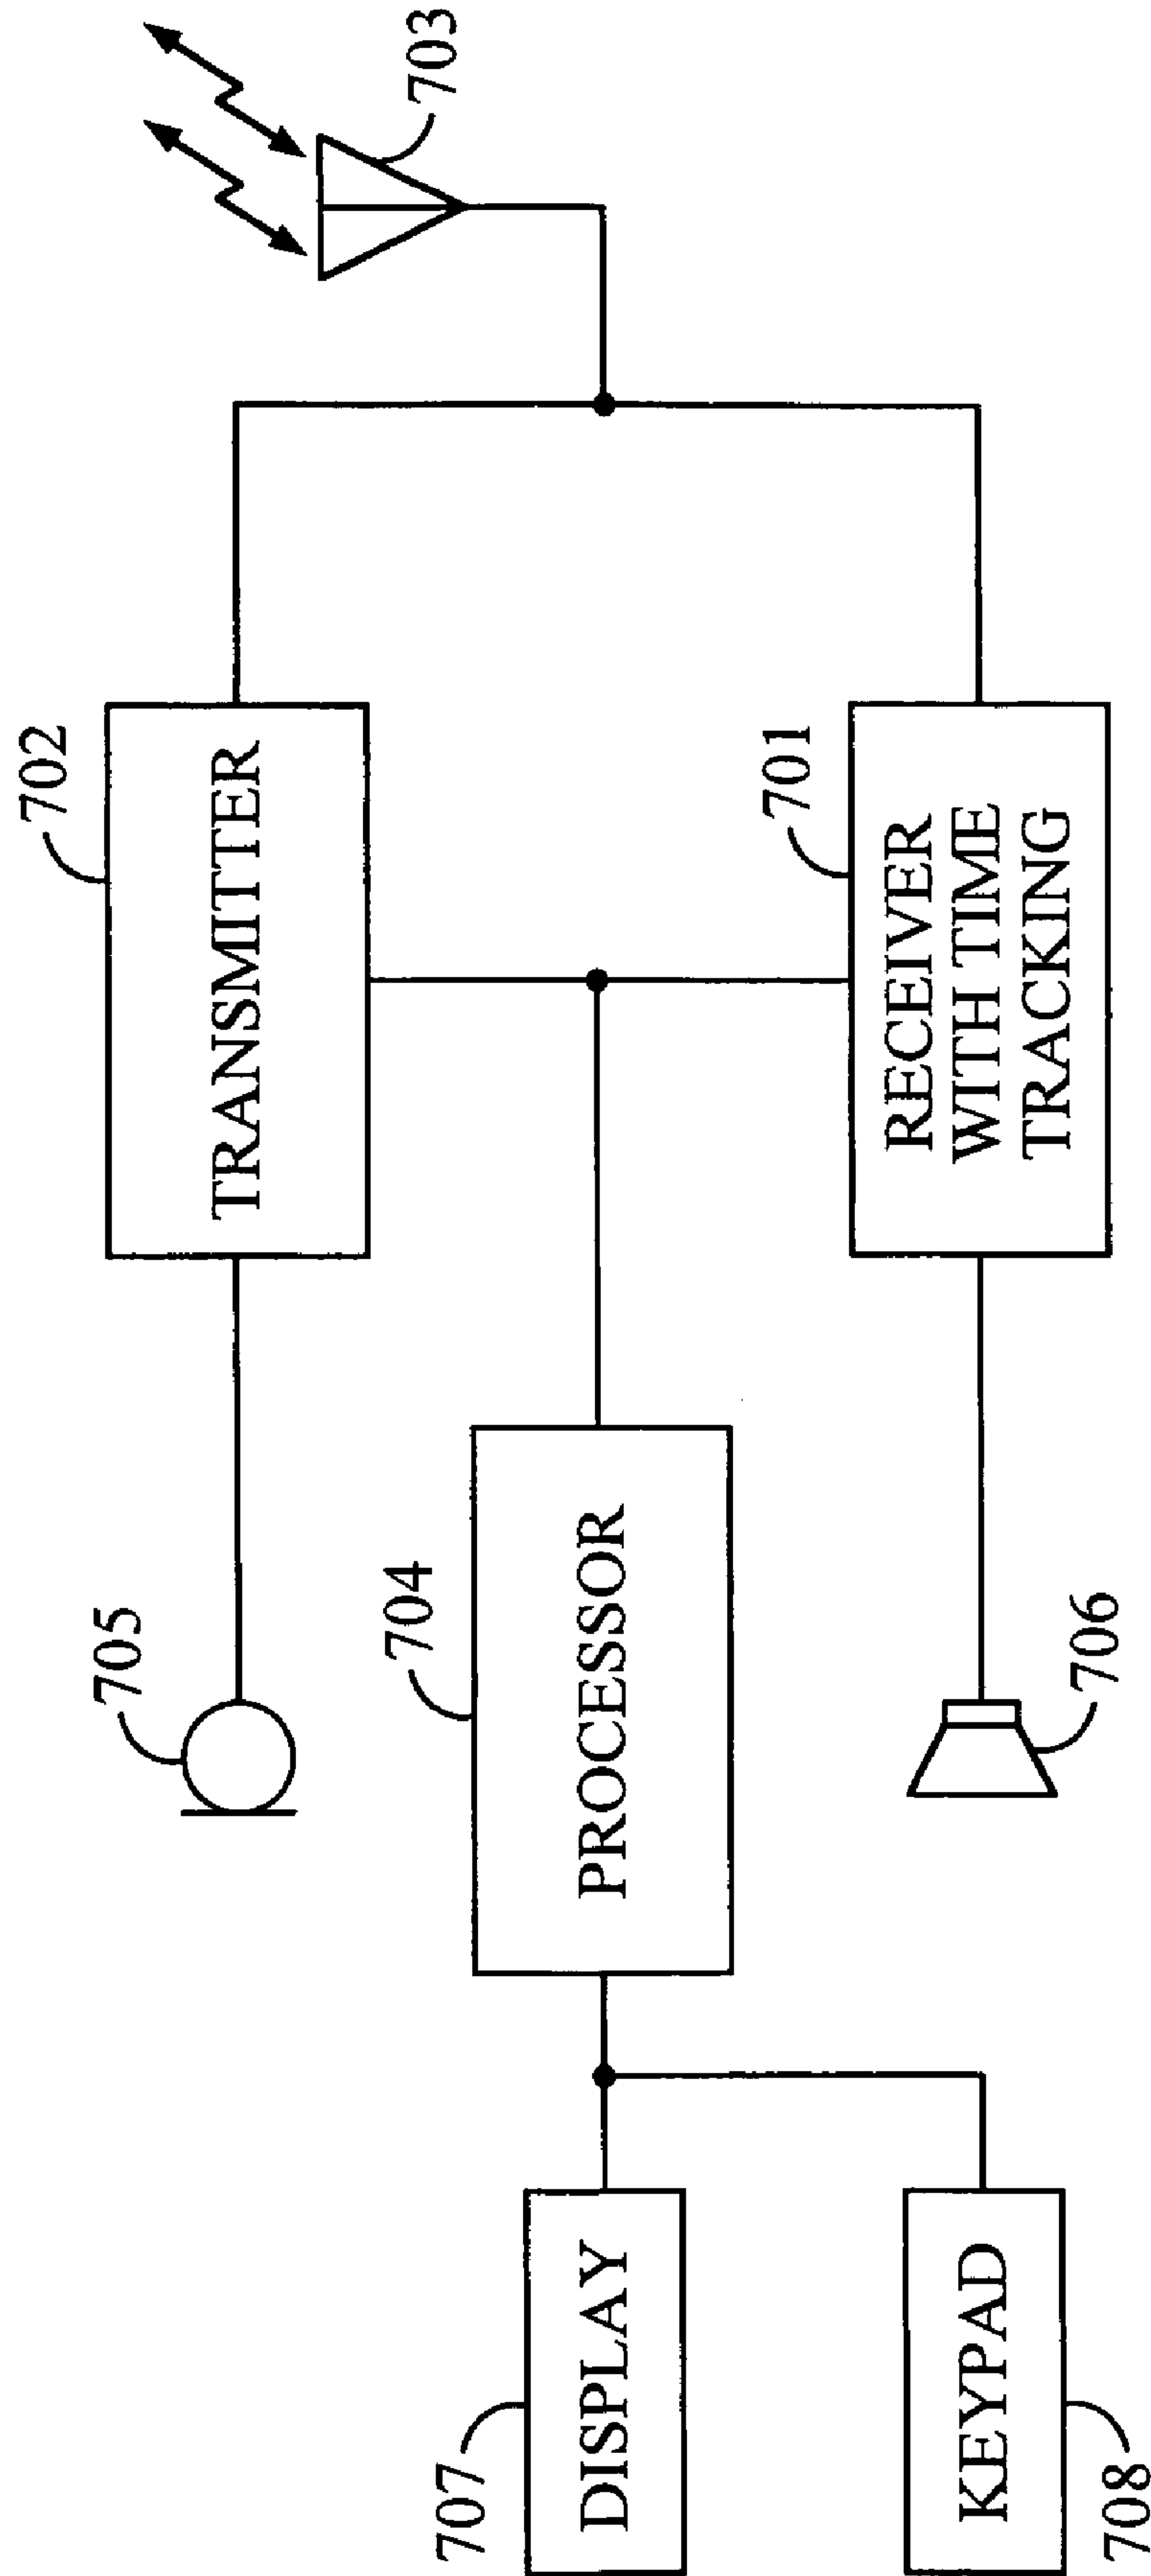 703
702
TRANSMITTER
701
RECEIVER
WITH TIME
TRACKING
705
704
PROCESSOR
706
707
DISPLAY
KEYPAD
708